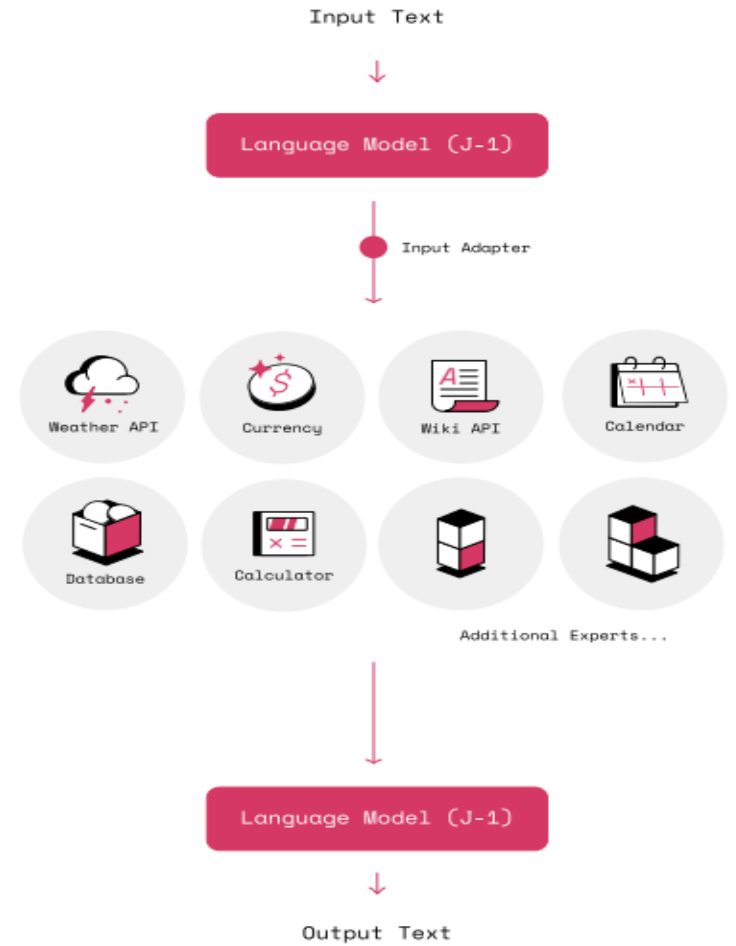 Input Text
Language Model (J-1)
Input Adapter
Weather API
Currency
Wiki API
Calendar
Database
Calculator
Additional Experts...
Language Model (J-1)
Output Text